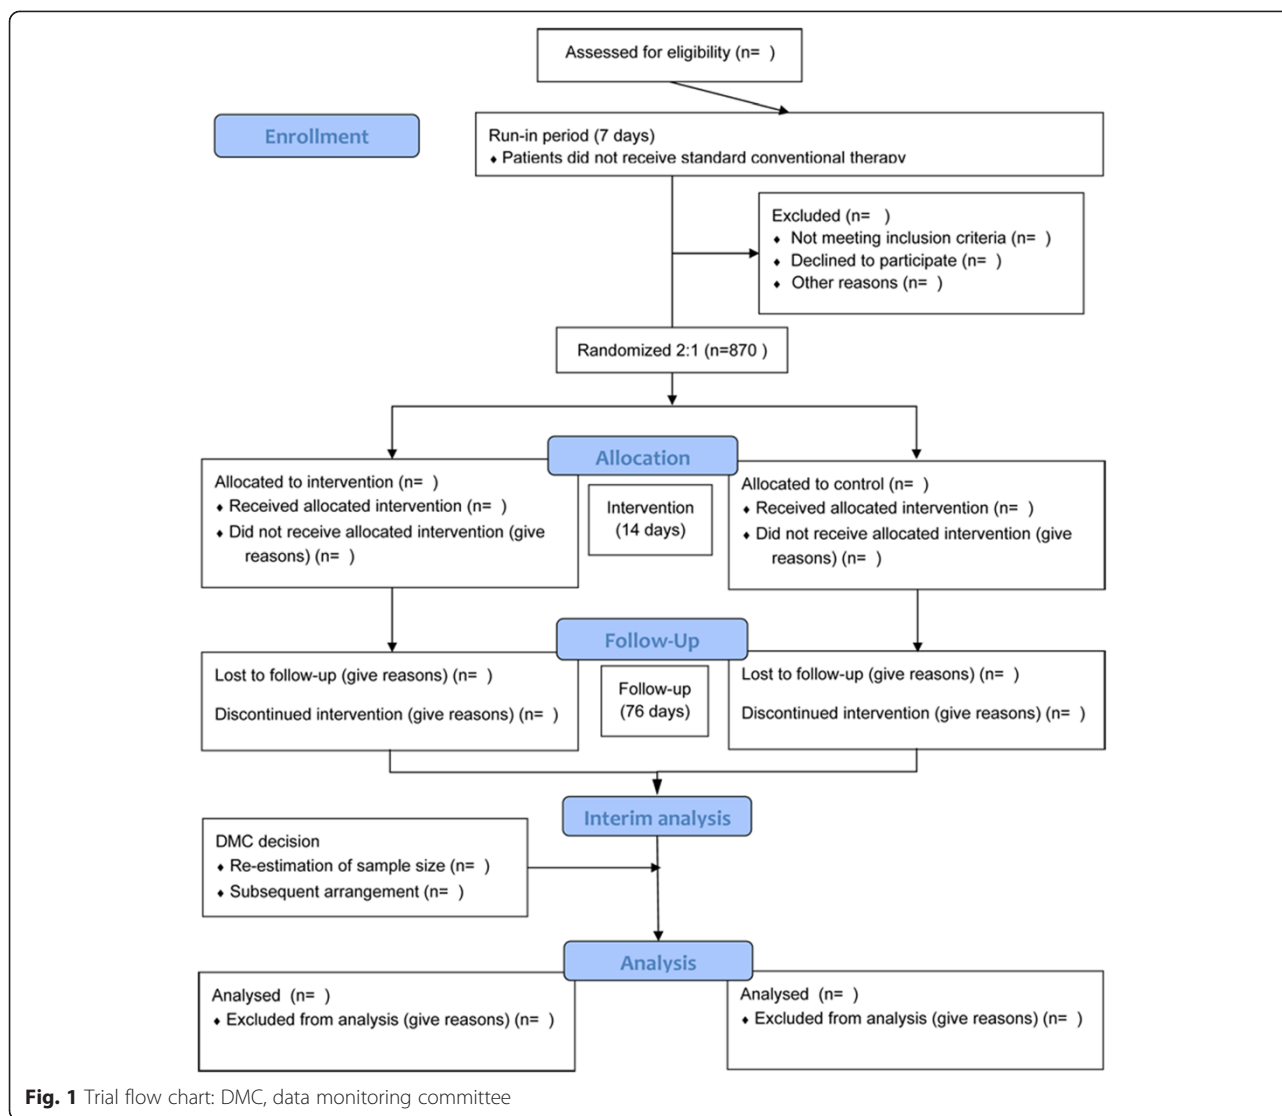 Assessed for eligibility (n=  )
Enrollment
Run-in period (7 days)
♦ Patients did not receive standard conventional therapy
Excluded (n=  )
♦ Not meeting inclusion criteria (n=  )
♦ Declined to participate (n=  )
♦ Other reasons (n=  )
Randomized 2:1 (n=870 )
Allocation
Allocated to intervention (n=  )
♦ Received allocated intervention (n=  )
♦ Did not receive allocated intervention (give
reasons) (n=  )
Intervention
(14 days)
Allocated to control (n=  )
♦ Received allocated intervention (n=  )
♦ Did not receive allocated intervention (give
reasons) (n=  )
Follow-Up
Lost to follow-up (give reasons) (n=  )
Discontinued intervention (give reasons) (n=  )
Follow-up
(76 days)
Lost to follow-up (give reasons) (n=  )
Discontinued intervention (give reasons) (n=  )
Interim analysis
DMC decision
♦ Re-estimation of sample size (n=  )
♦ Subsequent arrangement (n=  )
Analysis
Analysed  (n=  )
♦ Excluded from analysis (give reasons) (n=  )
Analysed  (n=  )
♦ Excluded from analysis (give reasons) (n=  )
Fig. 1 Trial flow chart: DMC, data monitoring committee